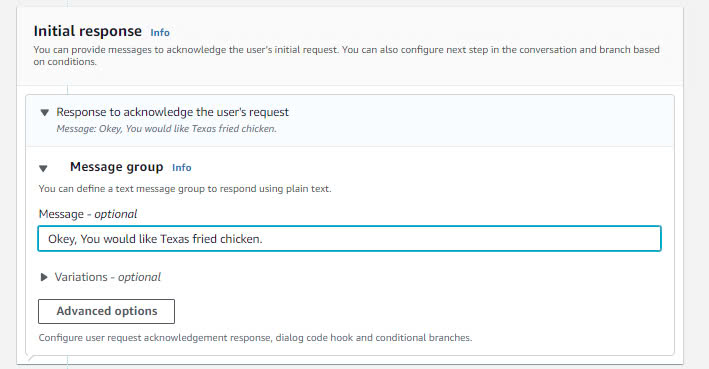 Initial response Info
You can provide messages to acknowledge the user's initial request. You can also configure next step in the conversation and branch based
on conditions.
Response to acknowledge the user's request
Message: Okey, You would like Texas fried chicken.
Message group Info
You can define a text message group to respond using plain text.
Message - optional
Okey, You would like Texas fried chicken.
Variations - optional
Advanced options
Configure user request acknowledgement response, dialog code hook and conditional branches.